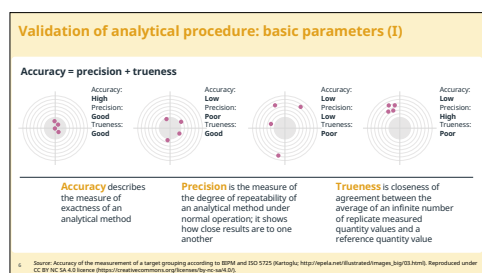 Validation of analytical procedure: basic parameters (I)
Accuracy = precision + trueness
Accuracy:
High
Precision:
Good
Trueness:
Good
Accuracy:
Low
Precision:
Poor
Trueness:
Good
Accuracy:
Low
Precision:
Low
Trueness:
Poor
Accuracy:
Low
Precision:
High
Trueness:
Poor
Accuracy describes
the measure of
exactness of an
analytical method
Precision is the measure of
the degree of repeatability of
an analytical method under
normal operation; it shows
how close results are to one
another
Trueness is closeness of
agreement between the
average of an infinite number
of replicate measured
quantity values and a
reference quantity value
6
Source: Accuracy of the measurement of a target grouping according to BIPM and ISO 5725 (Kartoglu; http://epela.net/illustrated/images_big/03.html). Reproduced under
CC BY NC SA 4.0 licence (https://creativecommons.org/licenses/by-nc-sa/4.0/).